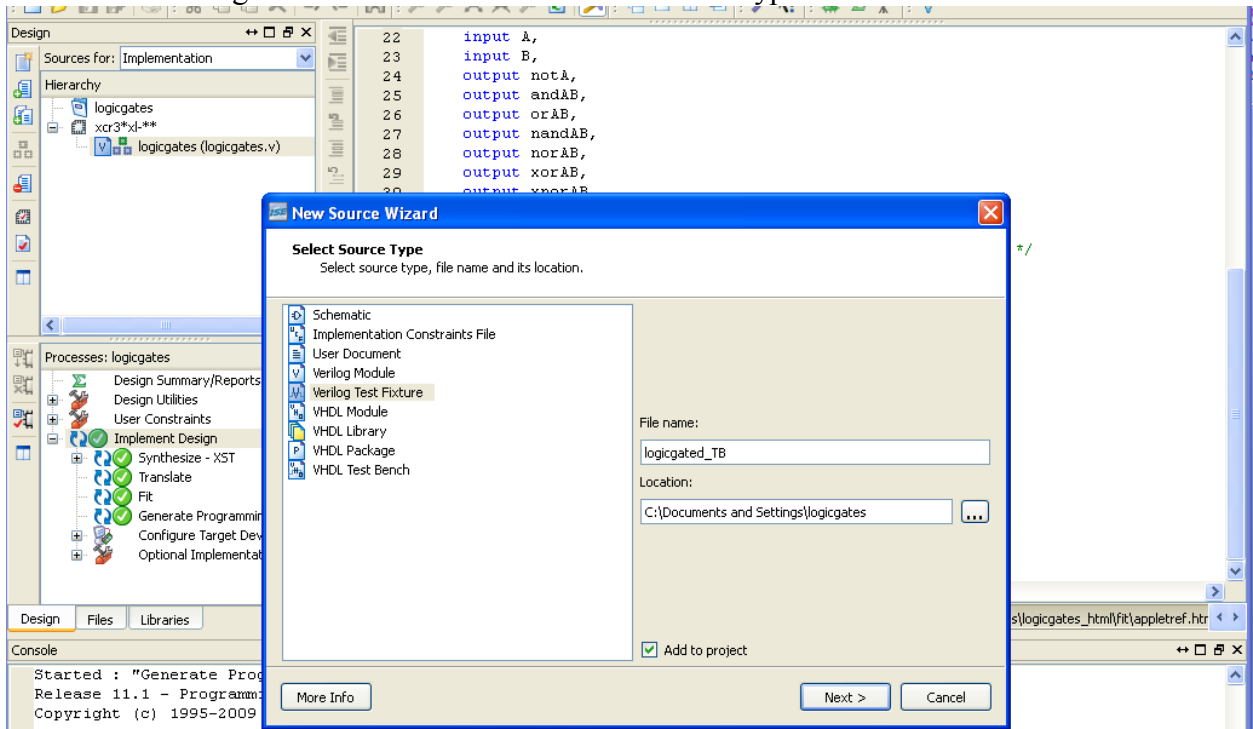 Design
Sources for: Implementation
Hierarchy
logicgates
xcr3*xl-**
V logicgates (logicgates.v)
22 input A,
23 input B,
24 output notA,
25 output andAB,
26 output orAB,
27 output nandAB,
28 output norAB,
29 output xorAB,
30 output xnorAB
*/
Processes: logicgates
Design Summary/Reports
Design Utilities
User Constraints
Implement Design
Synthesize - XST
Translate
Fit
Generate Programmin
Configure Target Dev
Optional Implementat
ISE New Source Wizard
Select Source Type
Select source type, file name and its location.
Schematic
Implementation Constraints File
User Document
Verilog Module
Verilog Test Fixture
VHDL Module
VHDL Library
VHDL Package
VHDL Test Bench
File name:
logicgated_TB
Location:
C:\Documents and Settings\logicgates
...
Add to project
More Info
Next >
Cancel
Design
Files
Libraries
s\logicgates_html\fit\appletref.htr
Console
Started : "Generate Prog
Release 11.1 - Programm
Copyright (c) 1995-2009